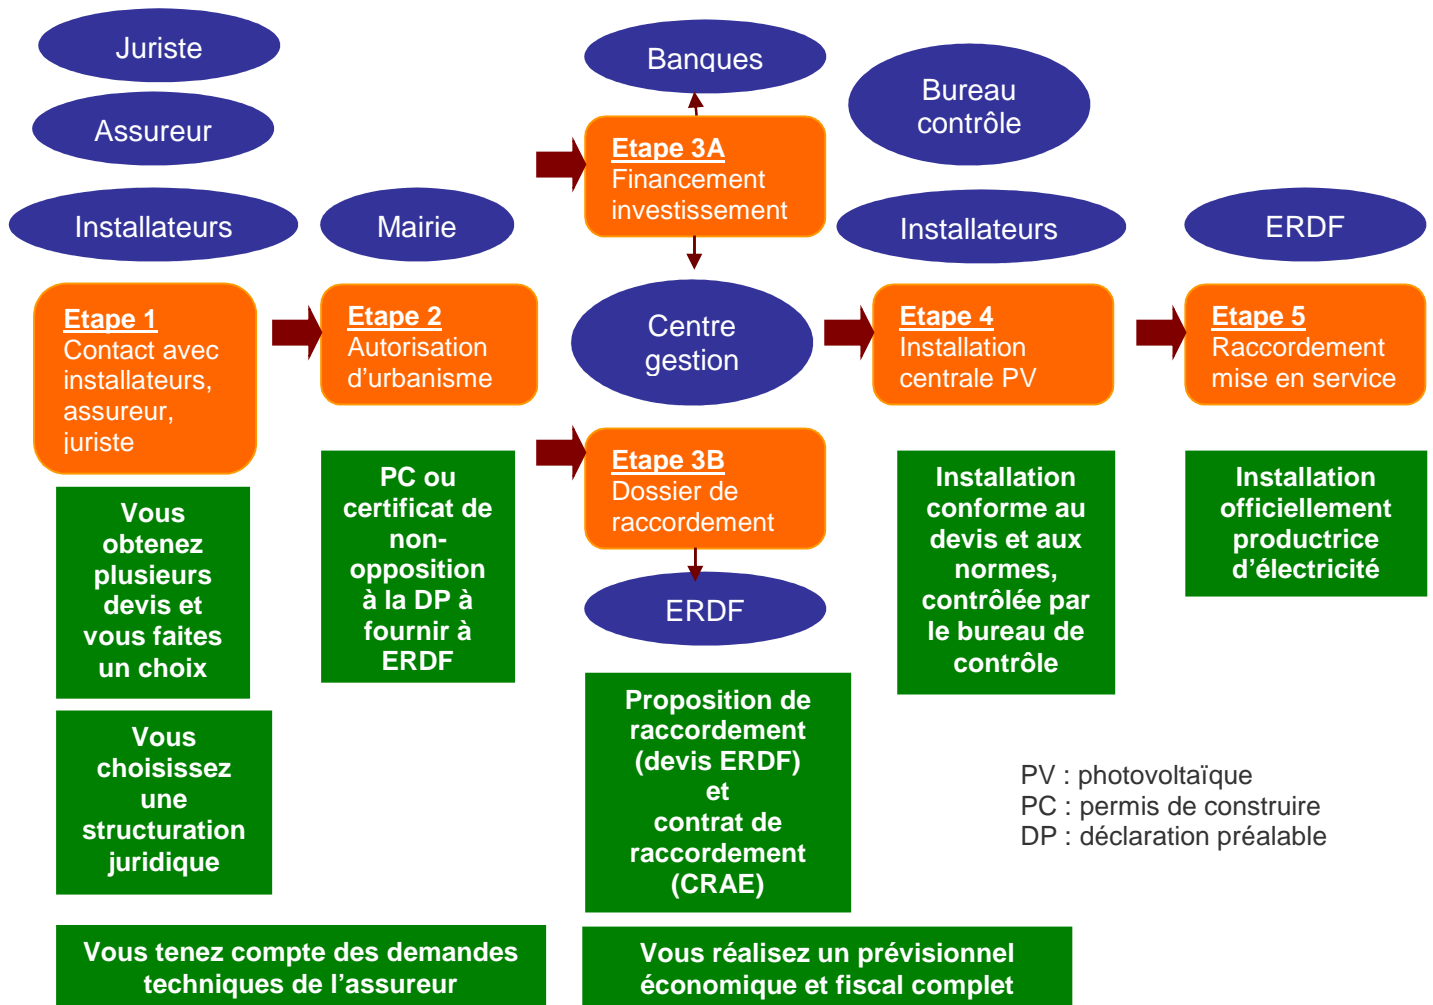 Juriste
Assureur
Installateurs
Etape 1
Contact avec
installateurs,
assureur,
juriste
Vous
obtenez
plusieurs
devis et
vous faites
un choix
Vous
choisissez
une
structuration
juridique
Mairie
Etape 2
Autorisation
d'urbanisme
PC ou
certificat de
non-
opposition
à la DP à
fournir à
ERDF
Vous tenez compte des demandes
techniques de l'assureur
Banques
Etape 3A
Financement
investissement
Centre
gestion
Etape 3B
Dossier de
raccordement
ERDF
Proposition de
raccordement
(devis ERDF)
et
contrat de
raccordement
(CRAE)
Vous réalisez un prévisionnel
économique et fiscal complet
Bureau
contrôle
Installateurs
Etape 4
Installation
centrale PV
Installation
conforme au
devis et aux
normes,
contrôlée par
le bureau de
contrôle
ERDF
Etape 5
Raccordement
mise en service
Installation
officiellement
productrice
d'électricité
PV : photovoltaïque
PC : permis de construire
DP : déclaration préalable